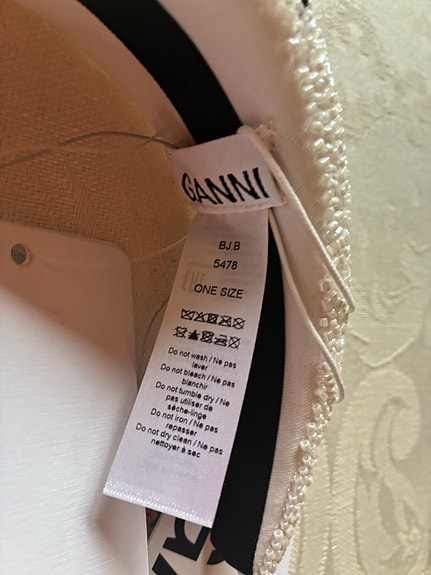 GANNI
BJ.B
5478
ONE SIZE
Do not wash / Ne pas
laver
Do not bleach / Ne pas
blanchir
Do not tumble dry / Ne
pas utiliser de
sèche-linge
Do not iron / Ne pas
repasser
Do not dry clean / Ne pas
nettoyer à sec